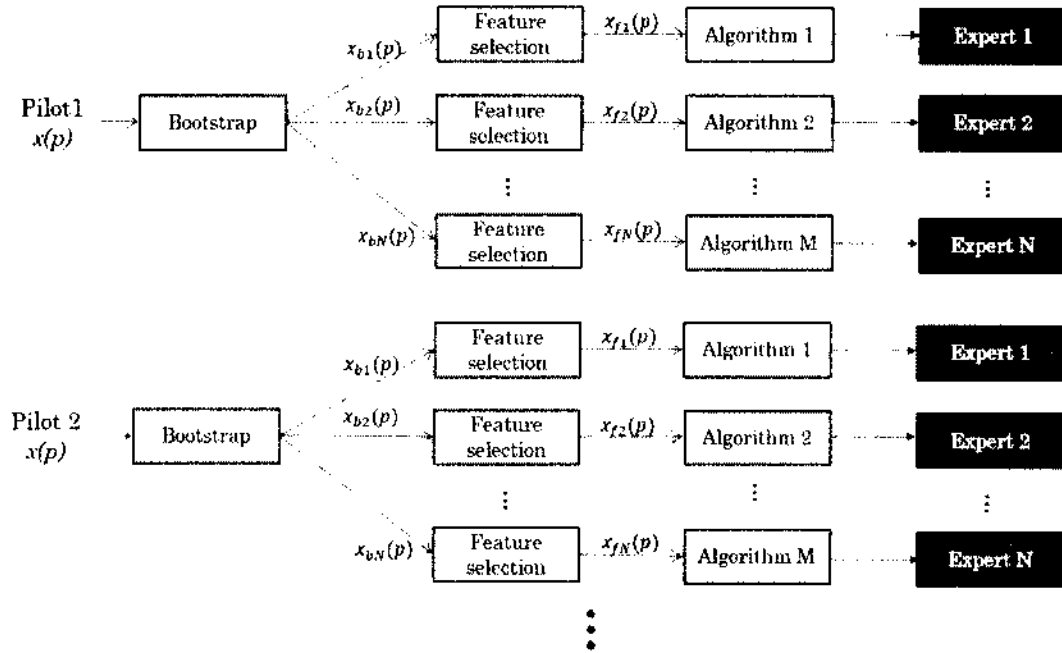 Feature
selection
x_{f1}(p)
Algorithm 1
Expert 1
x_{b1}(p)
Pilot1
x(p)
Bootstrap
x_{b2}(p)
Feature
selection
x_{f2}(p)
Algorithm 2
Expert 2
⋮
⋮
⋮
x_{bN}(p)
Feature
selection
x_{fN}(p)
Algorithm M
Expert N
Feature
selection
x_{f1}(p)
Algorithm 1
Expert 1
x_{b1}(p)
Pilot 2
x(p)
Bootstrap
x_{b2}(p)
Feature
selection
x_{f2}(p)
Algorithm 2
Expert 2
⋮
⋮
⋮
x_{bN}(p)
Feature
selection
x_{fN}(p)
Algorithm M
Expert N
⋮